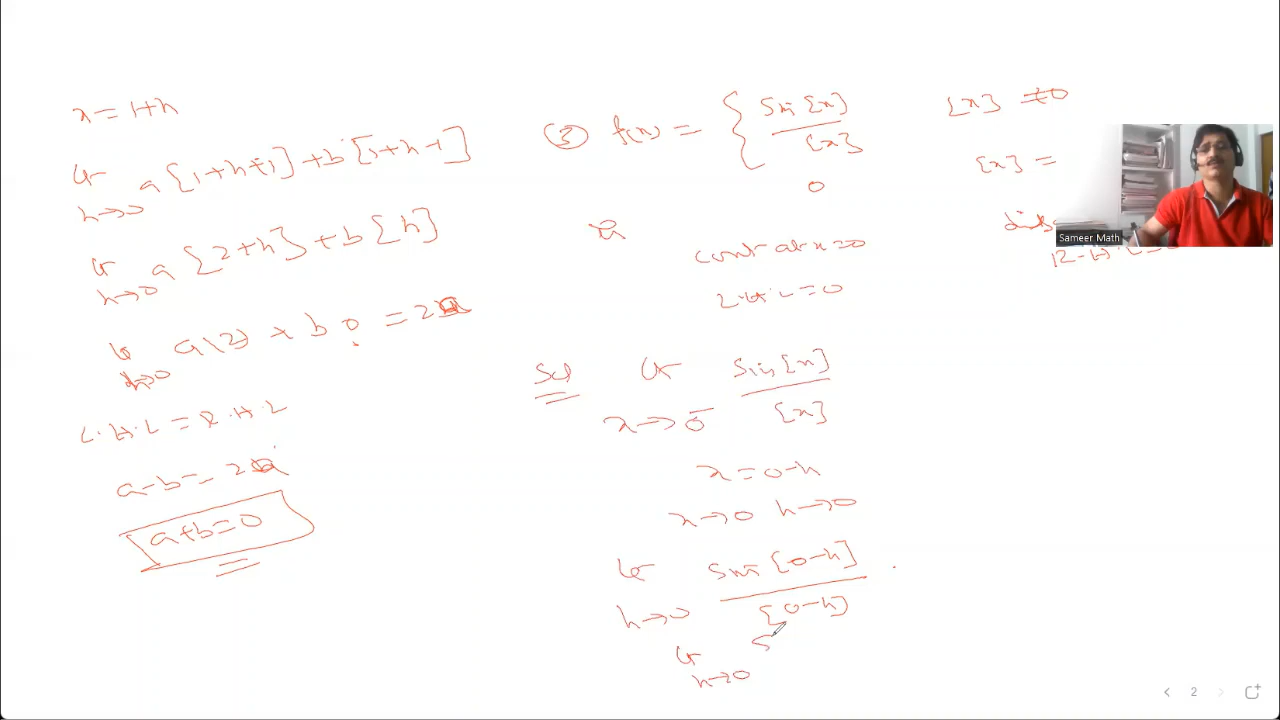 x = 1+h
Lt h→0 a[1+h+1] + b[1+h-1]
Lt h→0 a[2+h] + b[h]
Lt h→0 a(2) + b 0 = 2a
L.H.L = R.H.L
a-b = 2a
a+b=0
③ f(x) = { sin [x] / [x] [x] ≠0
0 [x] =
cont at x=0
L.H.L = 0
R-H.L=
Sol Lt x→0⁻ sin [x] / [x]
x = 0-h
x→0 h→0
Lt h→0 sin [0-h] / [0-h]
Lt h→0 S
Sameer Math
2